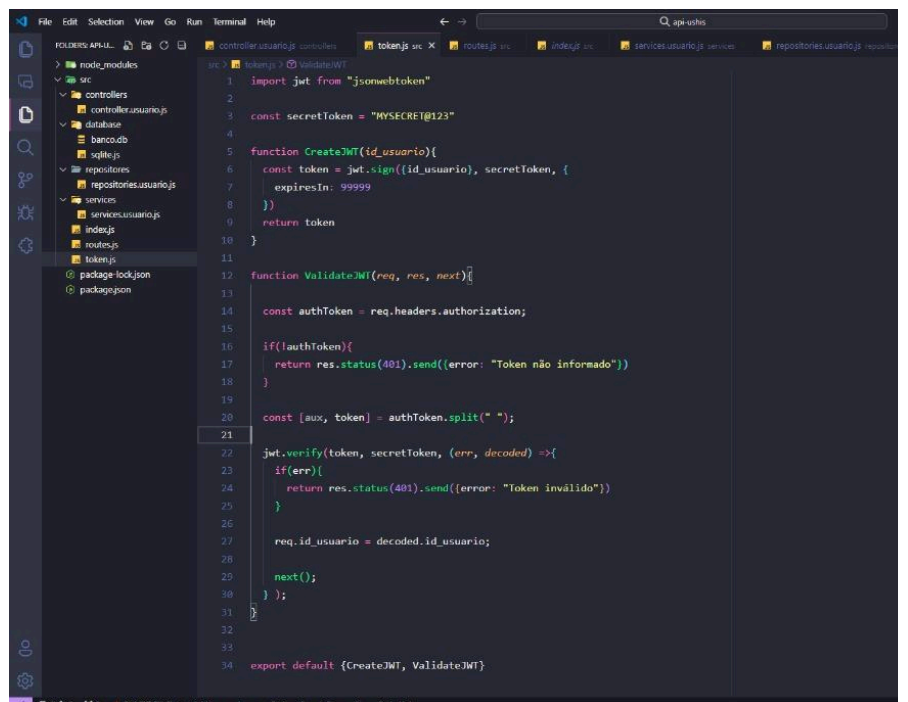 File Edit Selection View Go Run Terminal Help
api-ushis
FOLDERS: API-U...
controller.usuario.js controllers
token.js src
routes.js src
index.js src
services.usuario.js services
repositories.usuario.js
src > token.js > ValidateJWT
node_modules
src
controllers
controller.usuario.js
database
banco.db
sqlite.js
repositores
repositories.usuario.js
services
services.usuario.js
index.js
routes.js
token.js
package-lock.json
package.json
1 import jwt from "jsonwebtoken"
2
3 const secretToken = "MYSECRET@123"
4
5 function CreateJWT(id_usuario){
6 const token = jwt.sign({id_usuario}, secretToken, {
7 expiresIn: 99999
8 })
9 return token
10 }
11
12 function ValidateJWT(req, res, next){
13
14 const authToken = req.headers.authorization;
15
16 if(!authToken){
17 return res.status(401).send({error: "Token não informado"})
18 }
19
20 const [aux, token] = authToken.split(" ");
21
22 jwt.verify(token, secretToken, (err, decoded) =>{
23 if(err){
24 return res.status(401).send({error: "Token inválido"})
25 }
26
27 req.id_usuario = decoded.id_usuario;
28
29 next();
30 } );
31 }
32
33
34 export default {CreateJWT, ValidateJWT}